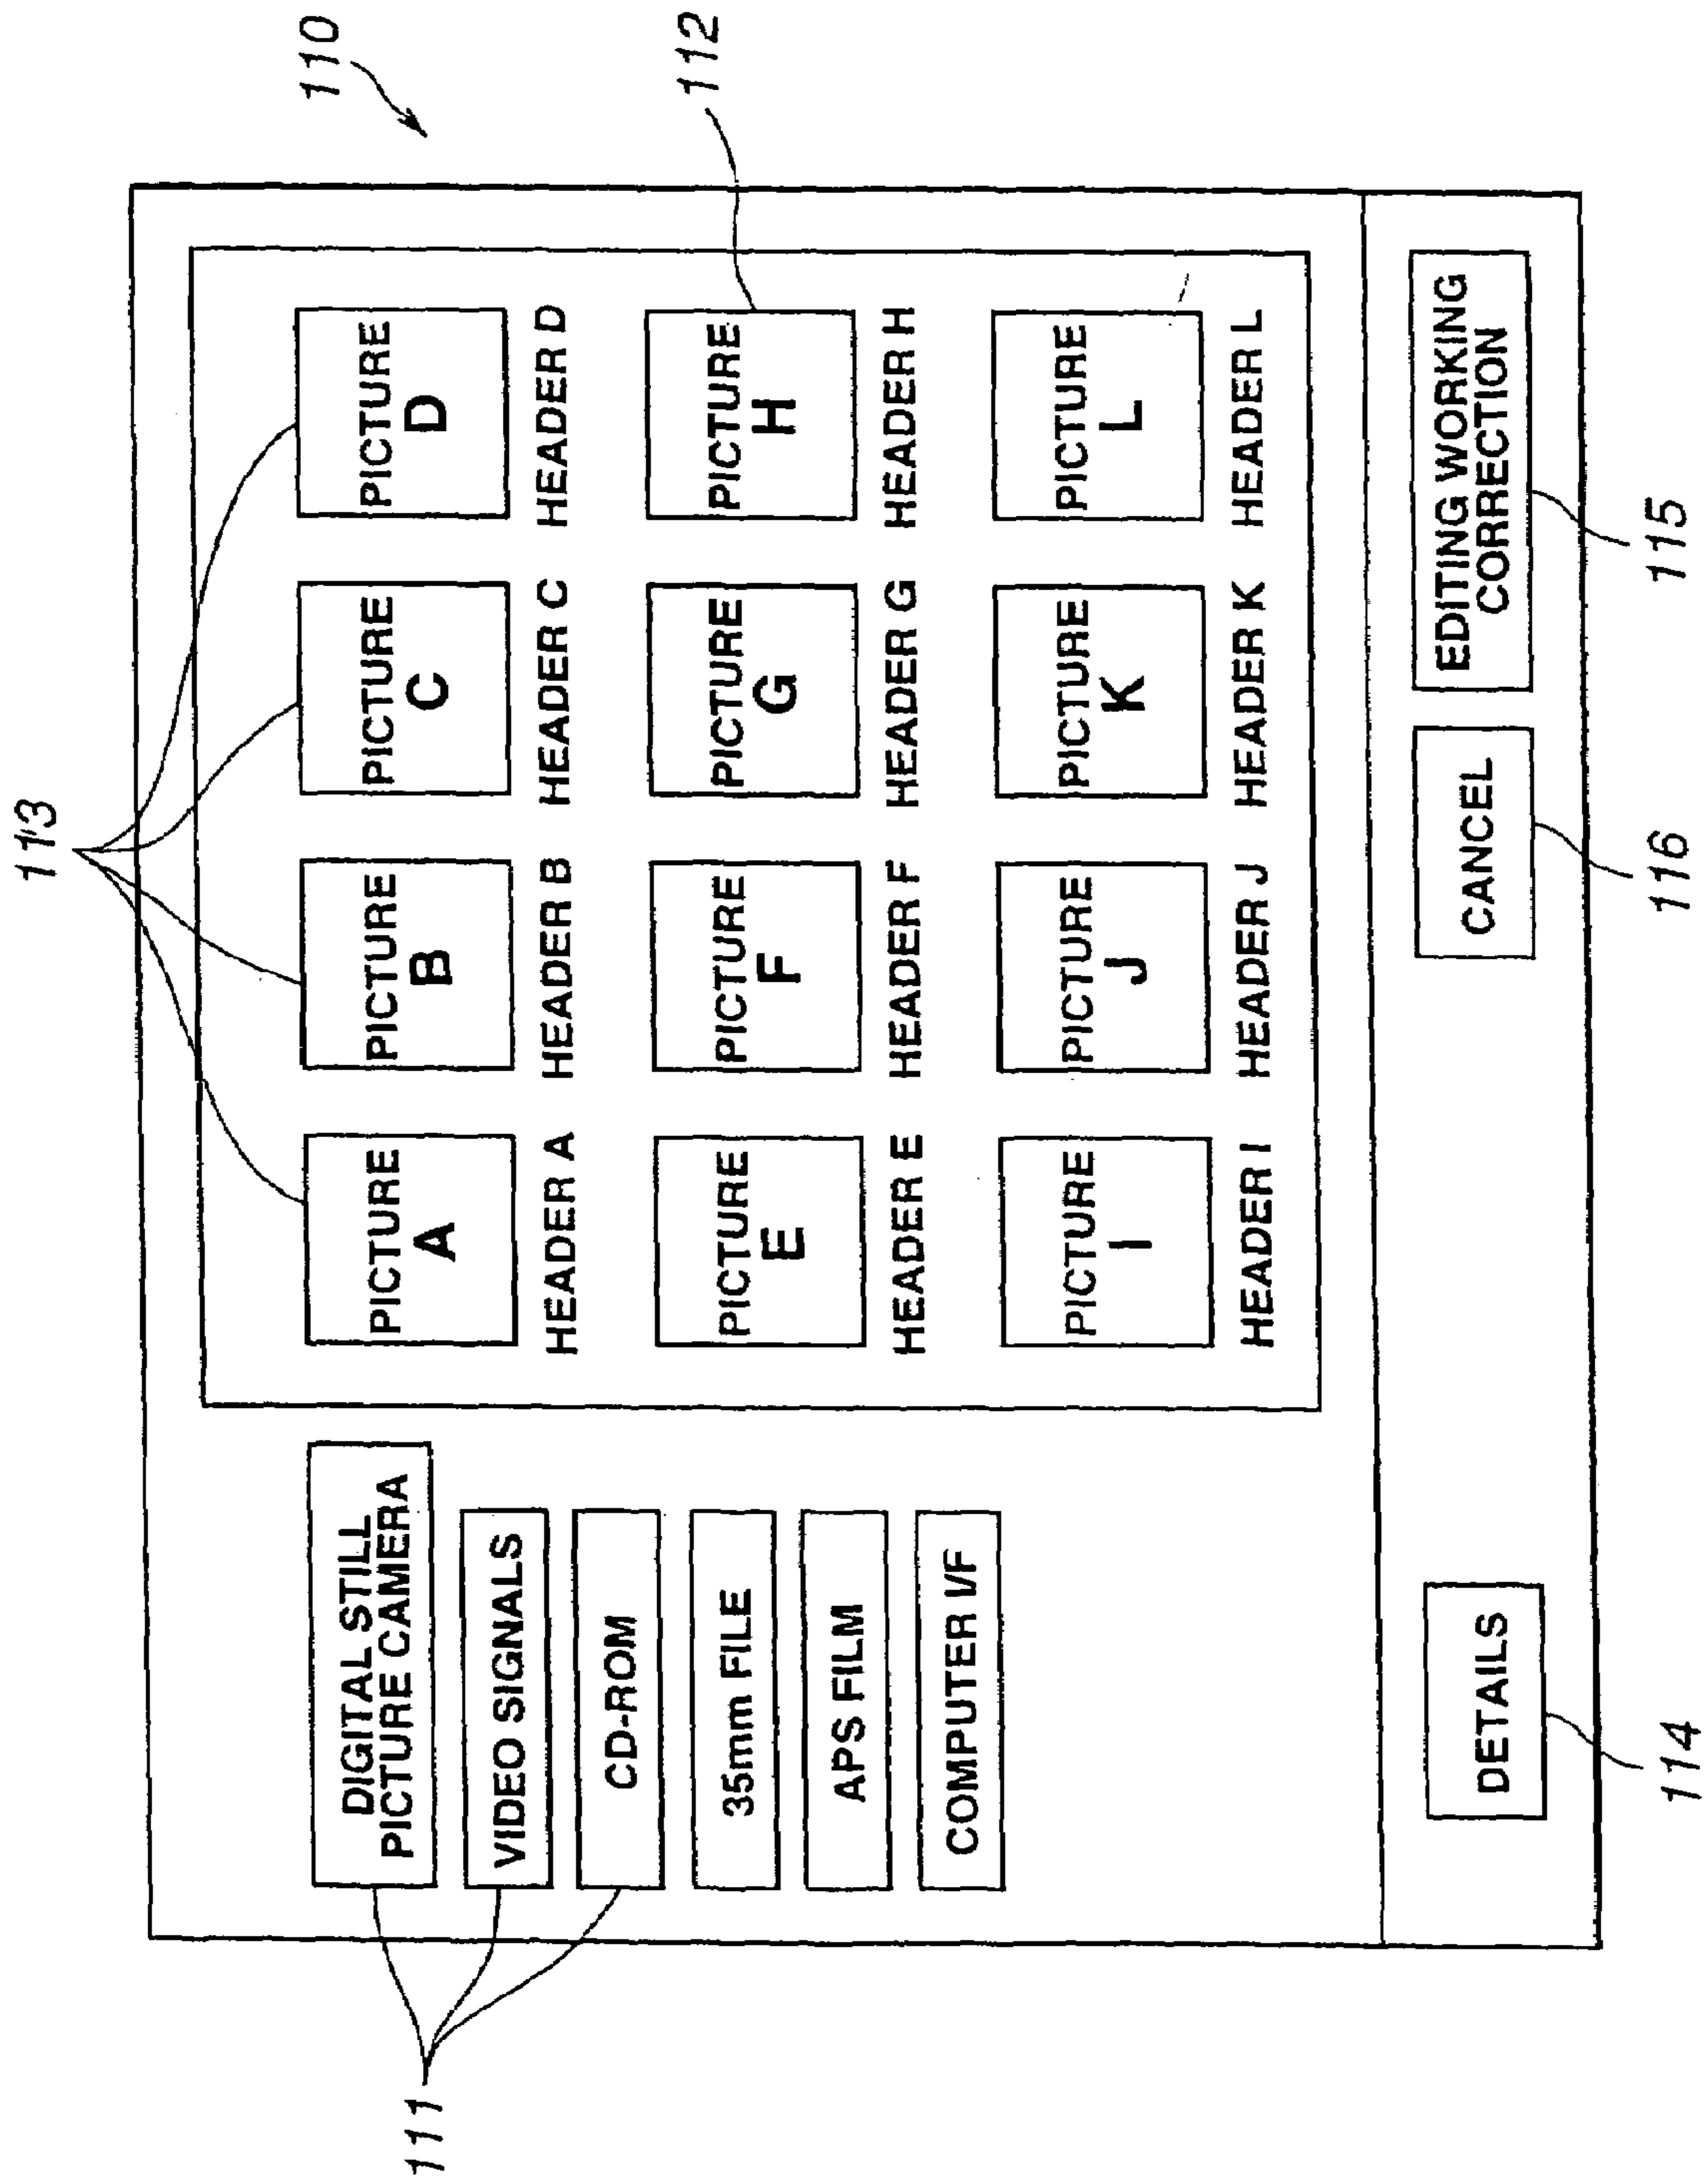 110
113
112
DIGITAL STILL
PICTURE CAMERA
VIDEO SIGNALS
CD-ROM
35mm FILE
APS FILM
COMPUTER I/F
111
PICTURE
A
PICTURE
B
PICTURE
C
PICTURE
D
HEADER A
HEADER B
HEADER C
HEADER D
PICTURE
E
PICTURE
F
PICTURE
G
PICTURE
H
HEADER E
HEADER F
HEADER G
HEADER H
PICTURE
I
PICTURE
J
PICTURE
K
PICTURE
L
HEADER I
HEADER J
HEADER K
HEADER L
DETAILS
CANCEL
EDITING WORKING
CORRECTION
114
116
115